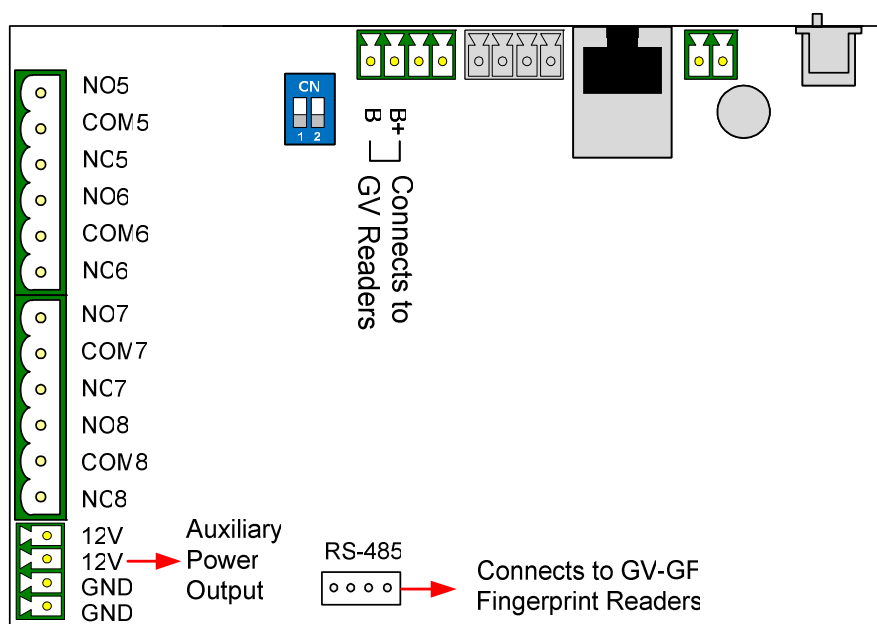 NO5
COM5
NC5
NO6
COM6
NC6
NO7
COM7
NC7
NO8
COM8
NC8
12V
12V
GND
GND
Auxiliary
Power
Output
CN
1 2
B+
B
Connects to
GV Readers
RS-485
Connects to GV-GF
Fingerprint Readers